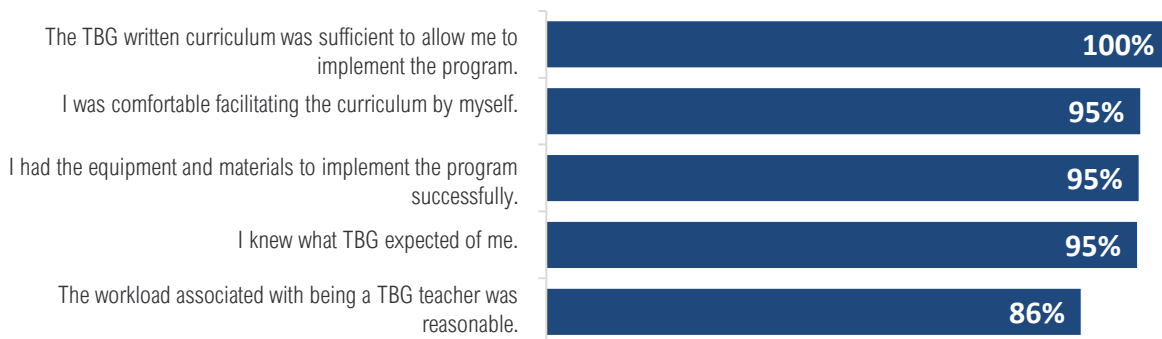 The TBG written curriculum was sufficient to allow me to
implement the program.
100%
I was comfortable facilitating the curriculum by myself.
95%
I had the equipment and materials to implement the program
successfully.
95%
I knew what TBG expected of me.
95%
The workload associated with being a TBG teacher was
reasonable.
86%